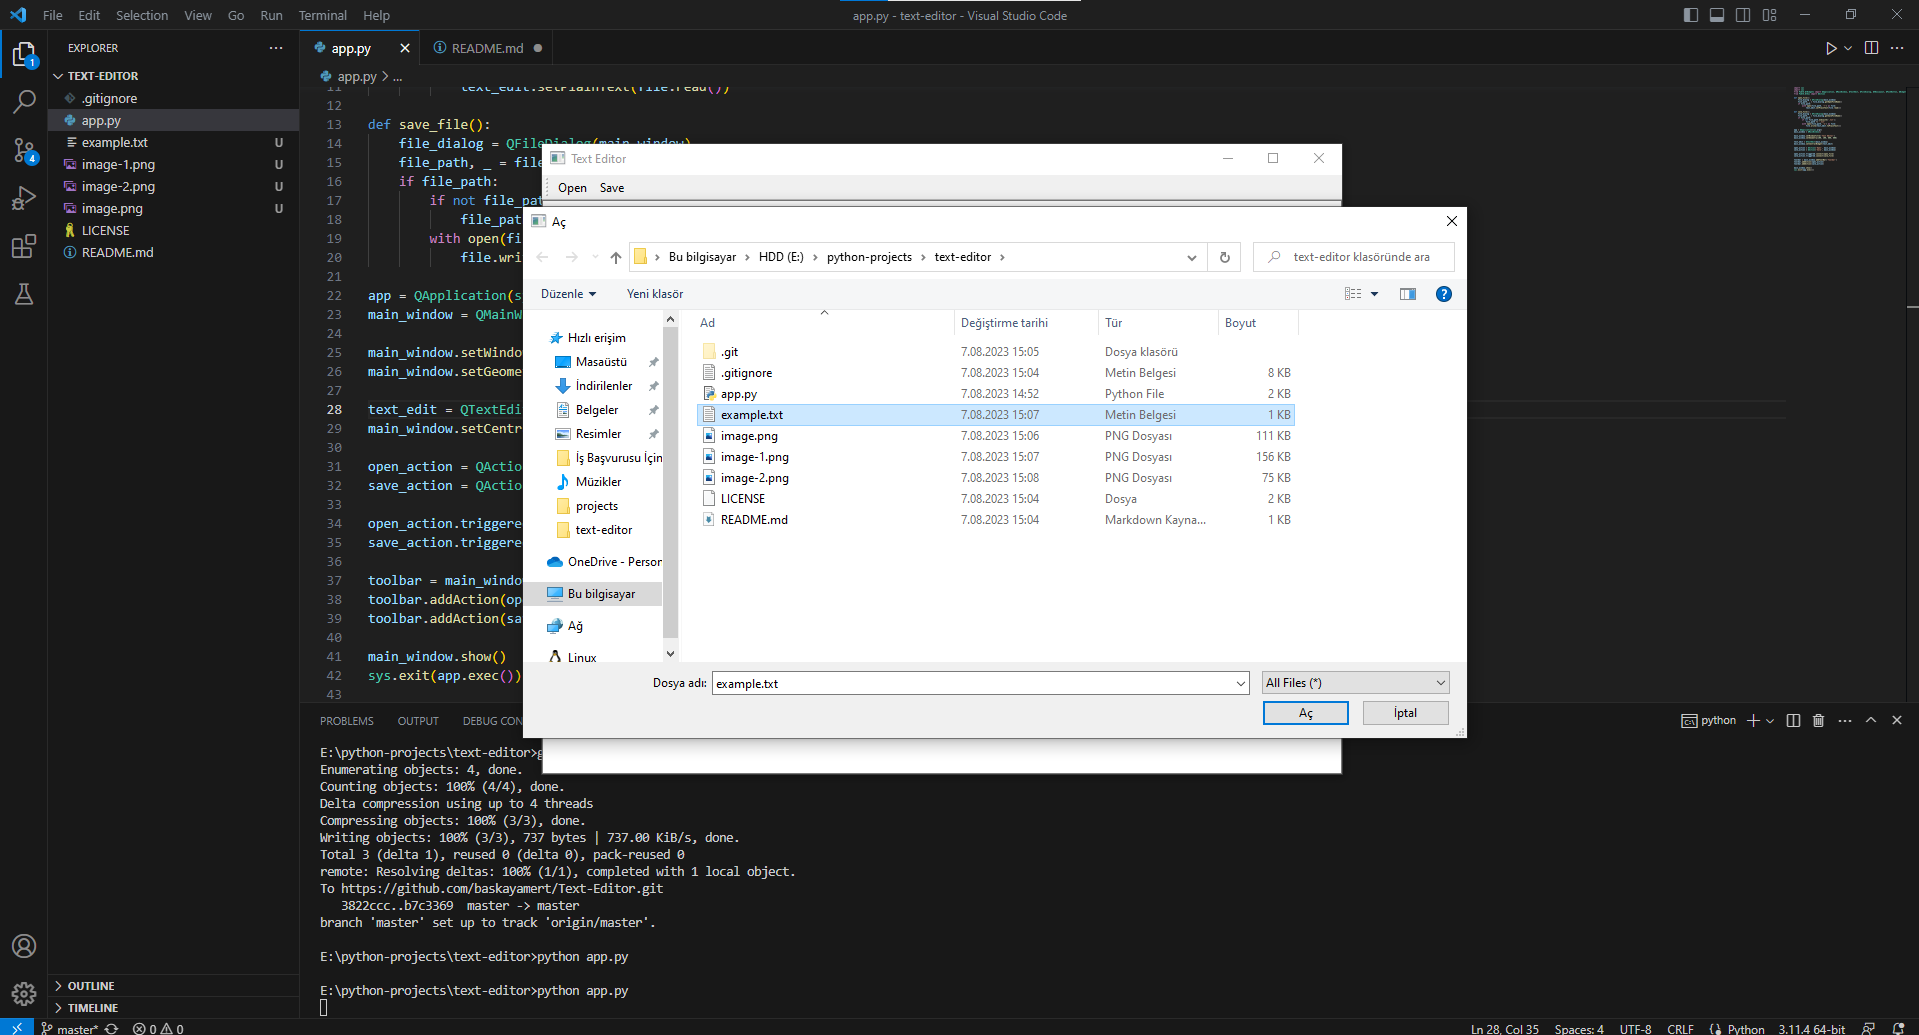 File Edit Selection View Go Run Terminal Help
app.py - text-editor - Visual Studio Code
EXPLORER
TEXT-EDITOR
.gitignore
app.py
example.txt U
image-1.png U
image-2.png U
image.png U
LICENSE
README.md
OUTLINE
TIMELINE
1
4
app.py
README.md
app.py > ...
11 text_edit.setPlainText(file.read())
12
13 def save_file():
14 file_dialog = QFileDialog(main_window)
15 file_path, _ = file
16 if file_path:
17 if not file_pat
18 file_pat
19 with open(fi
20 file.wri
21
22 app = QApplication(s
23 main_window = QMainW
24
25 main_window.setWindo
26 main_window.setGeome
27
28 text_edit = QTextEdi
29 main_window.setCentr
30
31 open_action = QActio
32 save_action = QActio
33
34 open_action.triggere
35 save_action.triggere
36
37 toolbar = main_windo
38 toolbar.addAction(op
39 toolbar.addAction(sa
40
41 main_window.show()
42 sys.exit(app.exec())
43
Text Editor
Open Save
Aç
Bu bilgisayar > HDD (E:) > python-projects > text-editor >
text-editor klasöründe ara
Düzenle Yeni klasör
Hızlı erişim
Masaüstü
İndirilenler
Belgeler
Resimler
İş Başvurusu İçin
Müzikler
projects
text-editor
OneDrive - Person
Bu bilgisayar
Ağ
Linux
Ad Değiştirme tarihi Tür Boyut
.git 7.08.2023 15:05 Dosya klasörü
.gitignore 7.08.2023 15:04 Metin Belgesi 8 KB
app.py 7.08.2023 14:52 Python File 2 KB
example.txt 7.08.2023 15:07 Metin Belgesi 1 KB
image.png 7.08.2023 15:06 PNG Dosyası 111 KB
image-1.png 7.08.2023 15:07 PNG Dosyası 156 KB
image-2.png 7.08.2023 15:08 PNG Dosyası 75 KB
LICENSE 7.08.2023 15:04 Dosya 2 KB
README.md 7.08.2023 15:04 Markdown Kayna... 1 KB
Dosya adı: example.txt All Files (*)
Aç İptal
PROBLEMS OUTPUT DEBUG CON
python
E:\python-projects\text-editor>g
Enumerating objects: 4, done.
Counting objects: 100% (4/4), done.
Delta compression using up to 4 threads
Compressing objects: 100% (3/3), done.
Writing objects: 100% (3/3), 737 bytes | 737.00 KiB/s, done.
Total 3 (delta 1), reused 0 (delta 0), pack-reused 0
remote: Resolving deltas: 100% (1/1), completed with 1 local object.
To https://github.com/baskayamert/Text-Editor.git
3822ccc..b7c3369 master -> master
branch 'master' set up to track 'origin/master'.
E:\python-projects\text-editor>python app.py
E:\python-projects\text-editor>python app.py
master* 0 0
Ln 28, Col 35 Spaces: 4 UTF-8 CRLF Python 3.11.4 64-bit